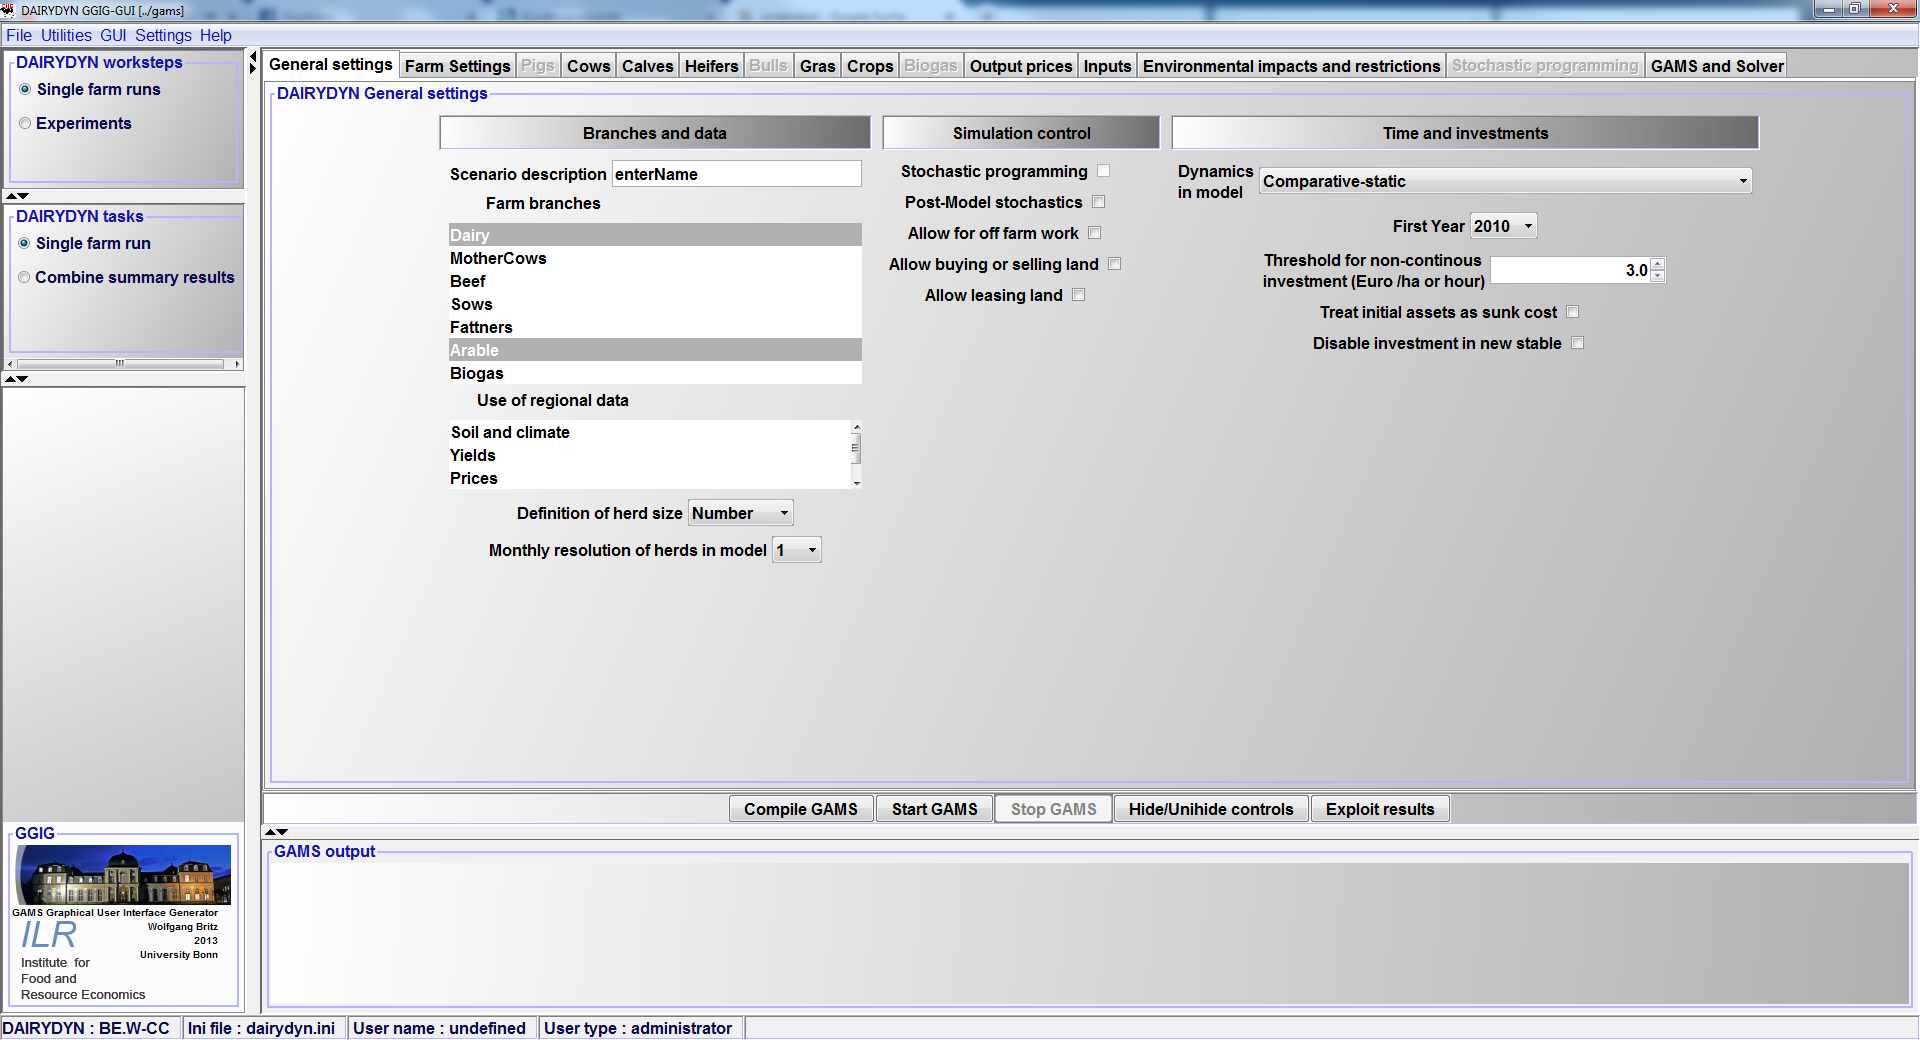 DAIRYDYN GGIG-GUI [../gams]
File Utilities GUI Settings Help
DAIRYDYN worksteps
Single farm runs
Experiments
DAIRYDYN tasks
Single farm run
Combine summary results
General settings Farm Settings Pigs Cows Calves Heifers Bulls Gras Crops Biogas Output prices Inputs Environmental impacts and restrictions Stochastic programming GAMS and Solver
DAIRYDYN General settings
Branches and data
Scenario description enterName
Farm branches
Dairy
MotherCows
Beef
Sows
Fattners
Arable
Biogas
Use of regional data
Soil and climate
Yields
Prices
Definition of herd size Number
Monthly resolution of herds in model 1
Simulation control
Stochastic programming
Post-Model stochastics
Allow for off farm work
Allow buying or selling land
Allow leasing land
Time and investments
Dynamics
in model
Comparative-static
First Year 2010
Threshold for non-continous
investment (Euro /ha or hour)
3.0
Treat initial assets as sunk cost
Disable investment in new stable
Compile GAMS Start GAMS Stop GAMS Hide/Unihide controls Exploit results
GAMS output
GGIG
GAMS Graphical User Interface Generator
ILR
Wolfgang Britz
2013
University Bonn
Institute for
Food and
Resource Economics
DAIRYDYN : BE.W-CC Ini file : dairydyn.ini User name : undefined User type : administrator